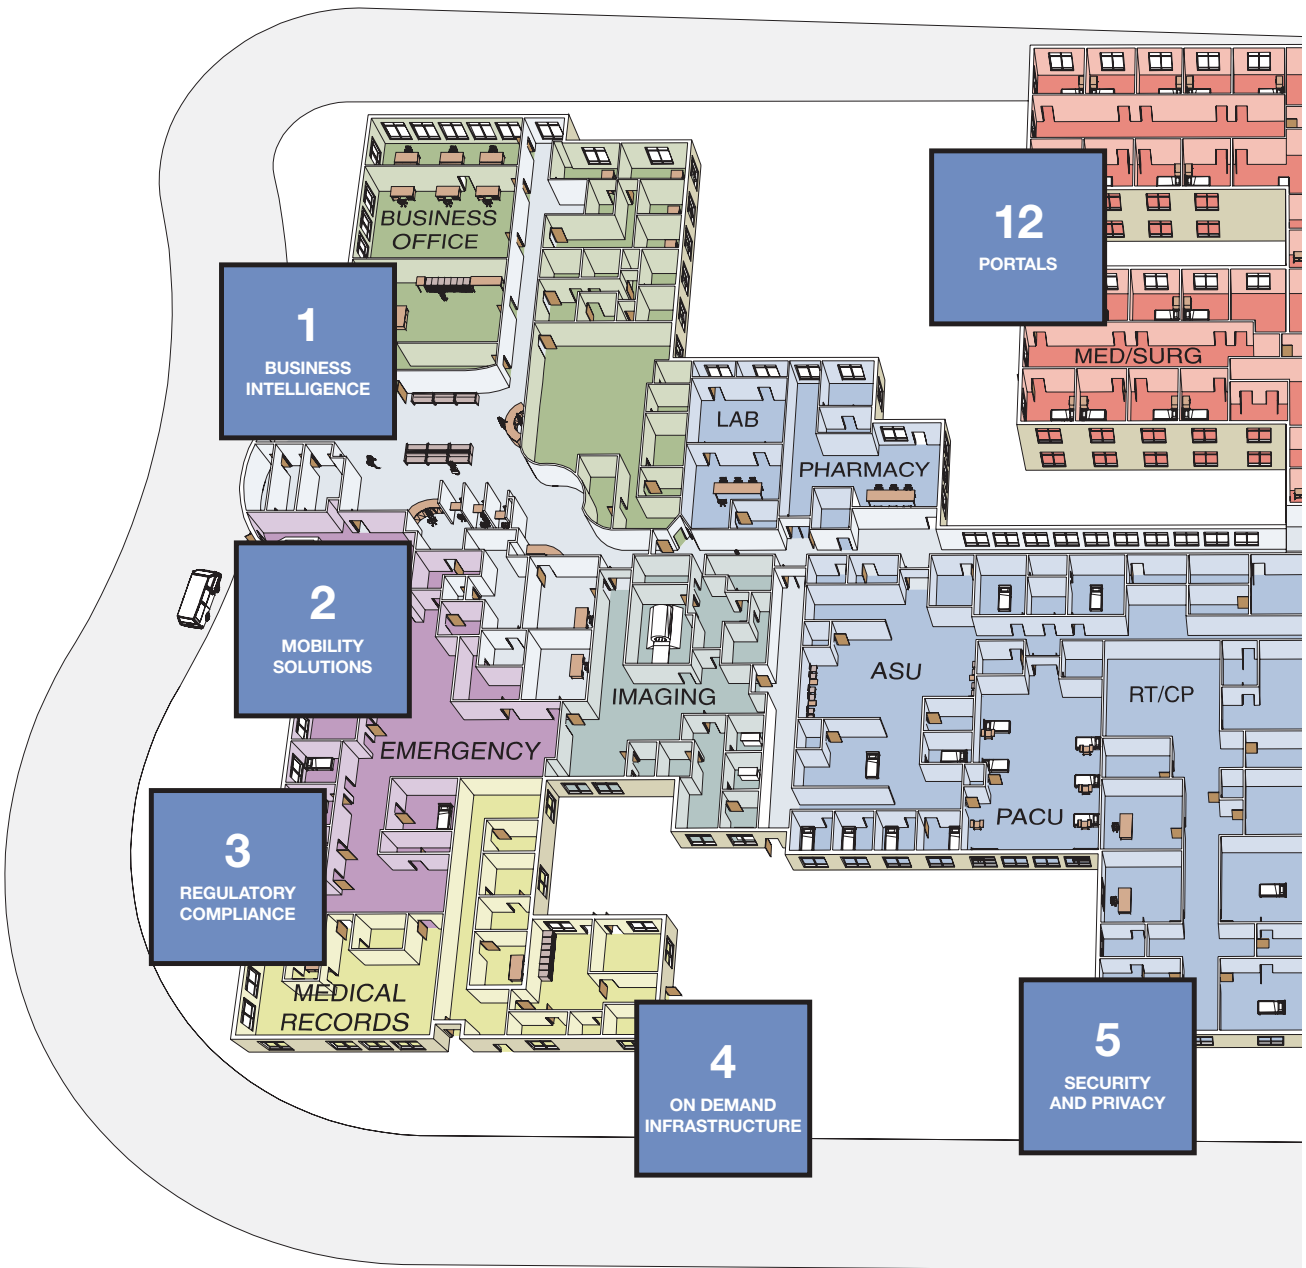 BUSINESS
OFFICE
12
PORTALS
1
BUSINESS
INTELLIGENCE
MED/SURG
LAB
PHARMACY
2
MOBILITY
SOLUTIONS
ASU
IMAGING
RT/CP
EMERGENCY
PACU
3
REGULATORY
COMPLIANCE
MEDICAL
RECORDS
4
ON DEMAND
INFRASTRUCTURE
5
SECURITY
AND PRIVACY